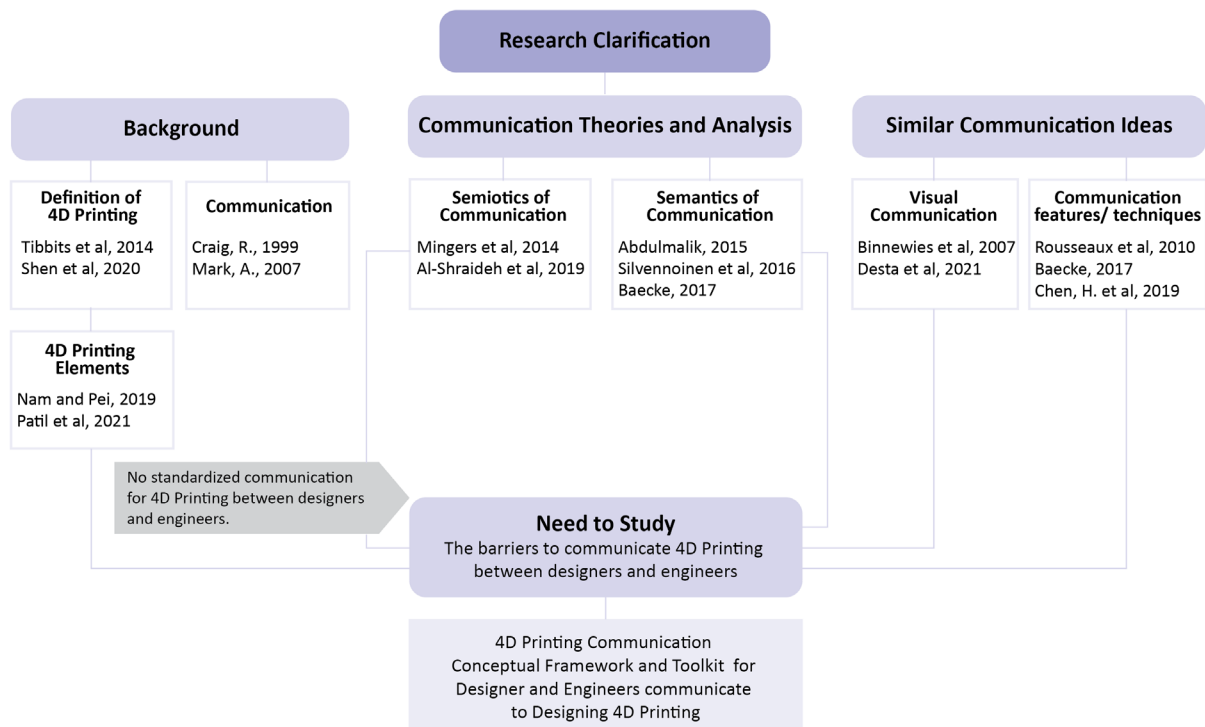 Research Clarification
Background
Communication Theories and Analysis
Similar Communication Ideas
Definition of
4D Printing
Tibbits et al, 2014
Shen et al, 2020
Communication
Craig, R., 1999
Mark, A., 2007
Semiotics of
Communication
Mingers et al, 2014
Al-Shraideh et al, 2019
Semantics of
Communication
Abdulmalik, 2015
Silvennoinen et al, 2016
Baecke, 2017
Visual
Communication
Binnewies et al, 2007
Desta et al, 2021
Communication
features/ techniques
Rousseaux et al, 2010
Baecke, 2017
Chen, H. et al, 2019
4D Printing
Elements
Nam and Pei, 2019
Patil et al, 2021
No standardized communication
for 4D Printing between designers
and engineers.
Need to Study
The barriers to communicate 4D Printing
between designers and engineers
4D Printing Communication
Conceptual Framework and Toolkit for
Designer and Engineers communicate
to Designing 4D Printing